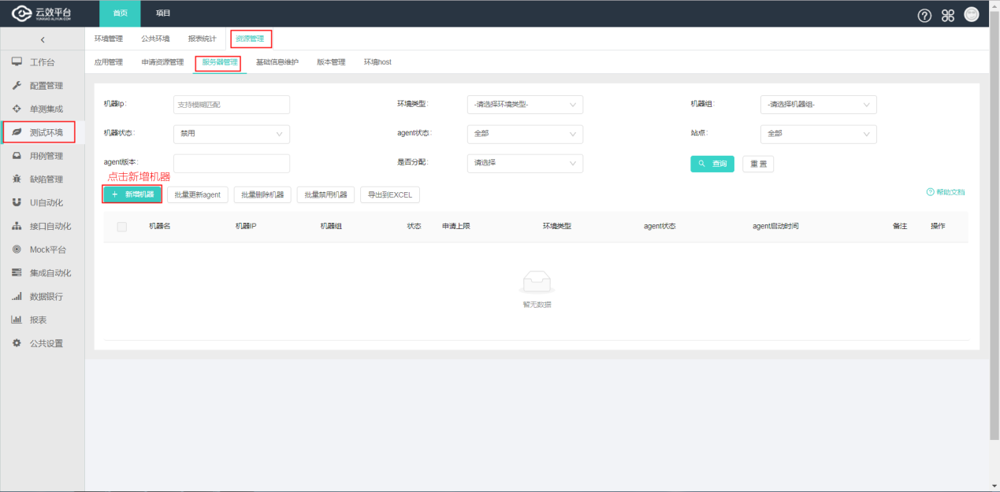 云效平台 首页 项目
YUNXIAO.ALIYUN.COM
环境管理 公共环境 报表统计 资源管理
应用管理 申请资源管理 服务器管理 基础信息维护 版本管理 环境host
工作台
配置管理
单测集成
测试环境
用例管理
缺陷管理
UI自动化
接口自动化
Mock平台
集成自动化
数据银行
报表
公共设置
机器Ip: 支持模糊匹配 环境类型: -请选择环境类型- 机器组: -请选择机器组-
机器状态: 禁用 agent状态: 全部 站点: 全部
agent版本: 是否分配: 请选择 查询 重置
点击新增机器
+ 新增机器 批量更新agent 批量删除机器 批量禁用机器 导出到EXCEL 帮助文档
机器名 机器IP 机器组 状态 申请上限 环境类型 agent状态 agent启动时间 备注 操作
暂无数据